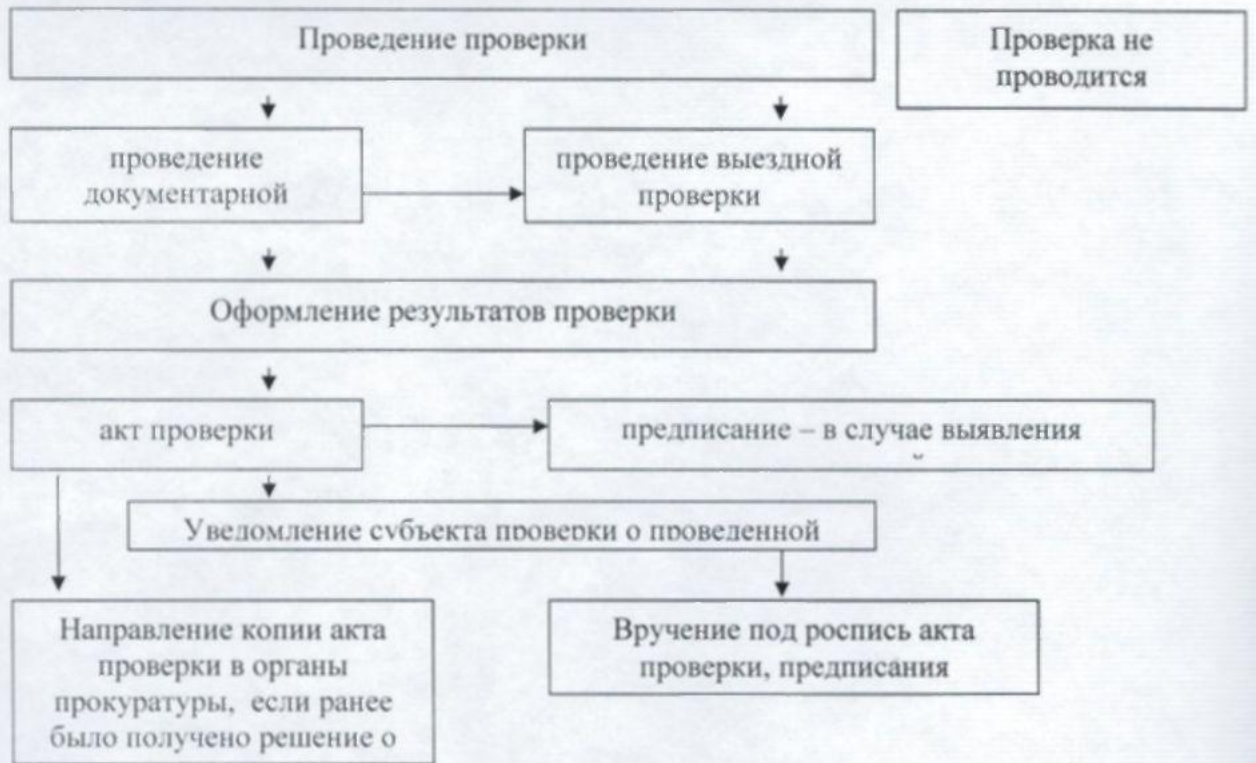 Проведение проверки
Проверка не
проводится
проведение
документарной
проведение выездной
проверки
Оформление результатов проверки
акт проверки
предписание – в случае выявления
Уведомление субъекта проверки о проведенной
Направление копии акта
проверки в органы
прокуратуры, если ранее
было получено решение о
Вручение под роспись акта
проверки, предписания